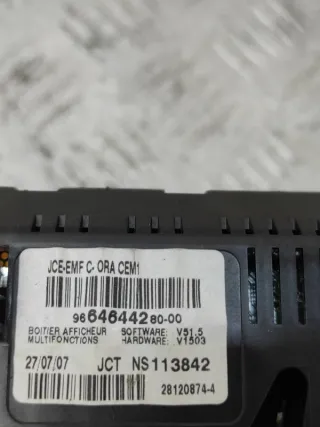 JCE-EMF C- ORA CEM1
96646442 80-00
BOITIER AFFICHEUR SOFTWARE: V51.5
MULTIFONCTIONS HARDWARE: V1503
27/07/07 JCT NS113842
28120874-4